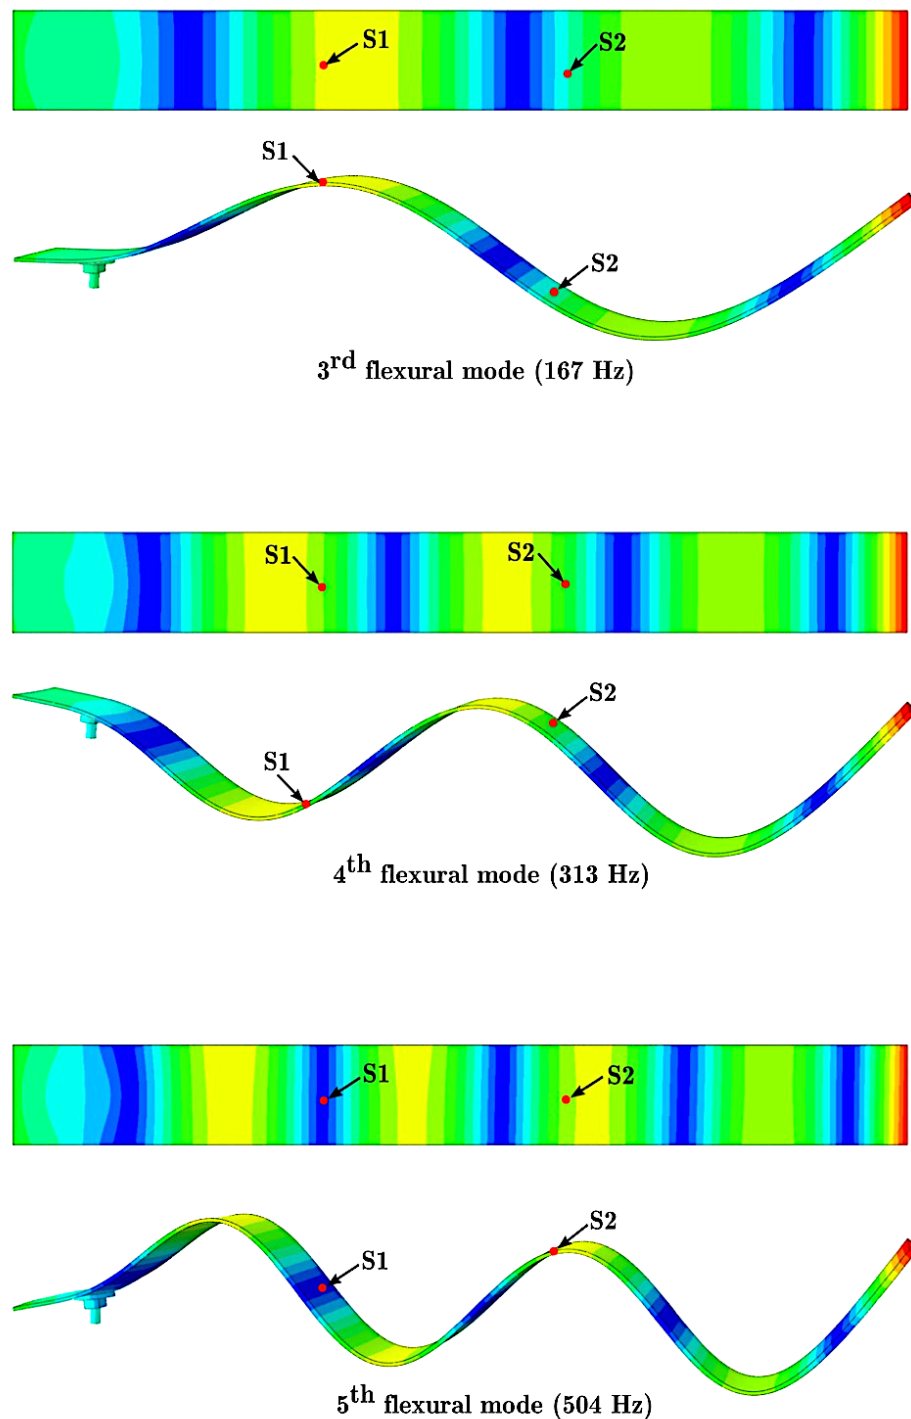 S1
S2
S1
S2
3rd flexural mode (167 Hz)
S1
S2
S2
S1
4th flexural mode (313 Hz)
S1
S2
S2
S1
5th flexural mode (504 Hz)